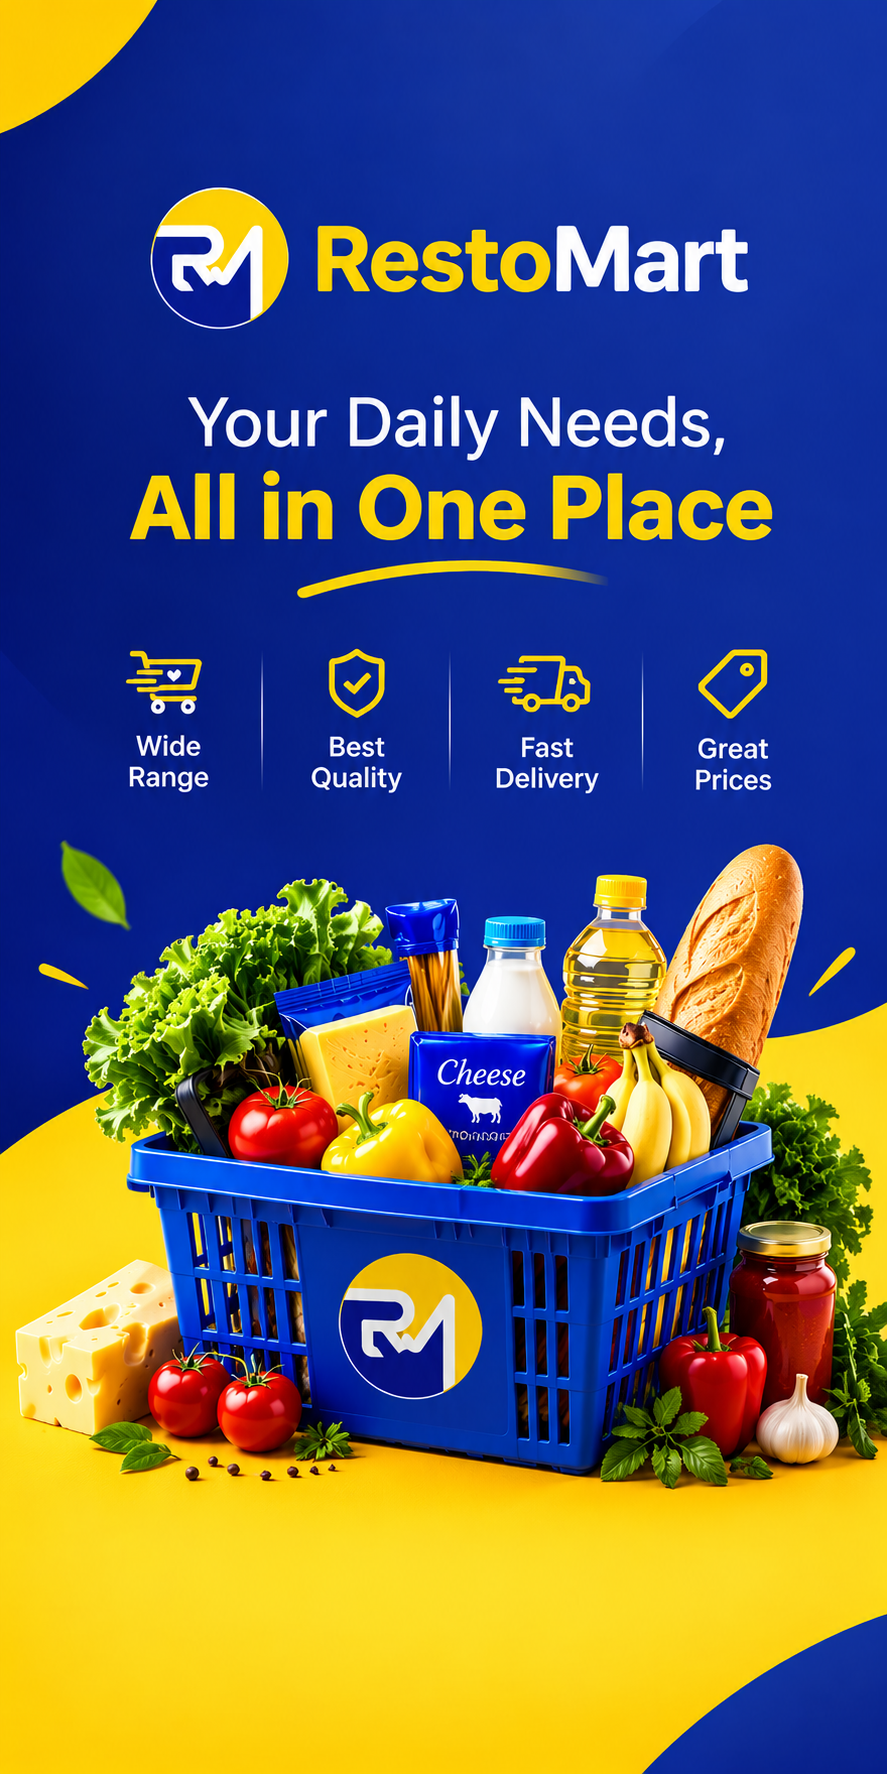 RM RestoMart
Your Daily Needs,
All in One Place
Wide
Range
Best
Quality
Fast
Delivery
Great
Prices
Cheese
RM